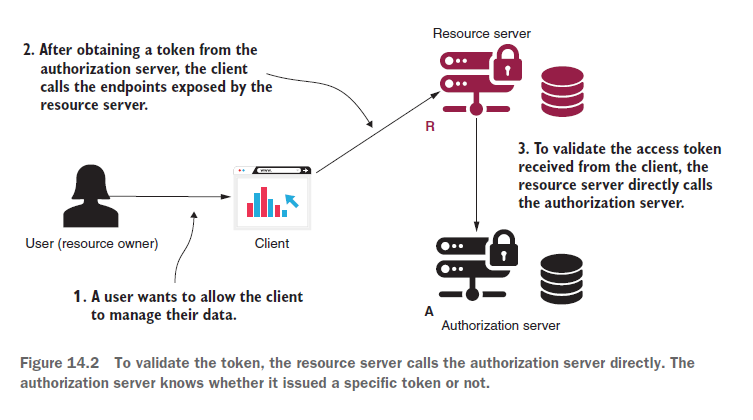 Resource server
2. After obtaining a token from the
authorization server, the client
calls the endpoints exposed by the
resource server.
R
3. To validate the access token
received from the client, the
resource server directly calls
the authorization server.
www.
User (resource owner)
Client
1. A user wants to allow the client
to manage their data.
A
Authorization server
Figure 14.2 To validate the token, the resource server calls the authorization server directly. The
authorization server knows whether it issued a specific token or not.